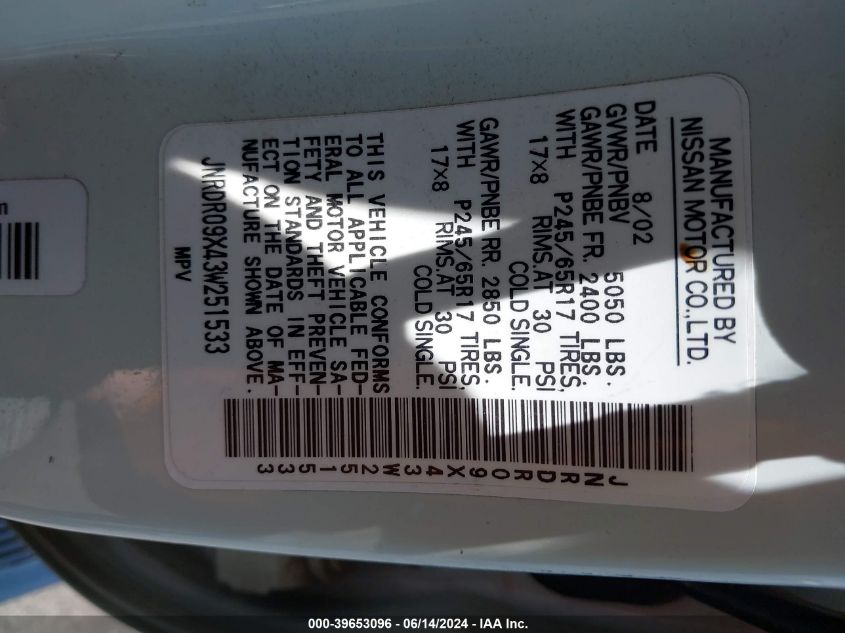 MANUFACTURED BY
NISSAN MOTOR CO.,LTD.
DATE 8/02
GVWR/PNBV 5050 LBS.
GAWR/PNBE FR. 2400 LBS.
WITH P245/65R17 TIRES,
17x8 RIMS.AT 30 PSI
COLD SINGLE.
GAWR/PNBE RR. 2850 LBS.
WITH P245/65R17 TIRES,
17x8 RIMS.AT 30 PSI
COLD SINGLE.
THIS VEHICLE CONFORMS
TO ALL APPLICABLE FED-
ERAL MOTOR VEHICLE SA-
FETY AND THEFT PREVEN-
TION STANDARDS IN EFF-
ECT ON THE DATE OF MA-
NUFACTURE SHOWN ABOVE.
JNRDR09X43W251533
MPV
JNRDR09X43W251533
000-39653096 - 06/14/2024 - IAA Inc.